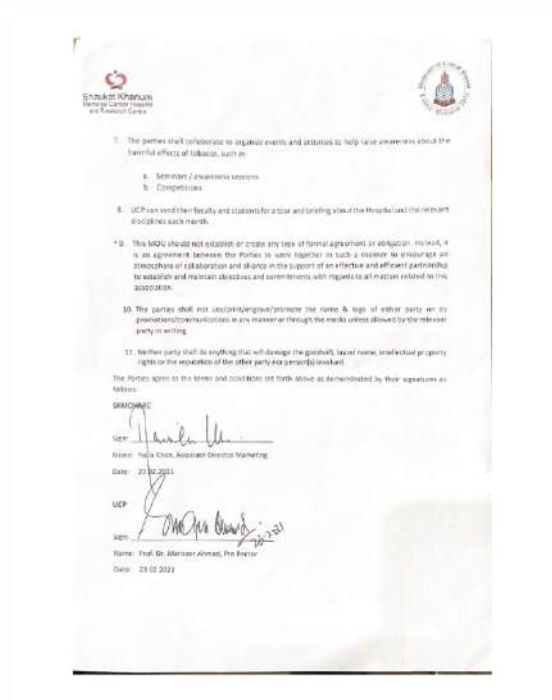 Shaukat Khanum
Memorial Cancer Hospital
and Research Centre
7. The parties shall collaborate to organize events and activities to help raise awareness about the
harmful effects of tobacco, such as:
a. Seminars / awareness sessions
b. Competitions
8. UCP can send their faculty and students for a tour and briefing about the Hospital and the relevant
disciplines each month.
9. This MOU should not establish or create any type of formal agreement or obligation. Instead, it
is an agreement between the Parties to work together in such a manner to encourage an
atmosphere of collaboration and alliance in the support of an effective and efficient partnership
to establish and maintain objectives and commitments with regards to all matters related to this
association.
10. The parties shall not use/print/engrave/promote the name & logo of either party on its
promotions/communications in any manner or through the media unless allowed by the relevant
party in writing.
11. Neither party shall do anything that will damage the goodwill, brand name, intellectual property
rights or the reputation of the other party nor person(s) involved.
The Parties agree to the terms and conditions set forth above as demonstrated by their signatures as
follows:
SKMCH&RC
Sign:
Name: Chan, Associate Director Marketing
Date: 23.02.2021
UCP
Sign:
Name: Prof. Dr. Ahmad, Pro Rector
Date: 23.02.2021